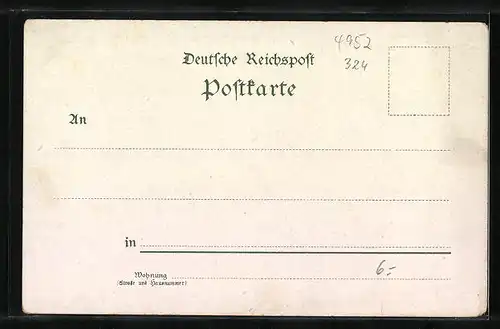 4952
Deutsche Reichspost
324
Postkarte
An
in
Wohnung
(Straße und Hausnummer)
6.-